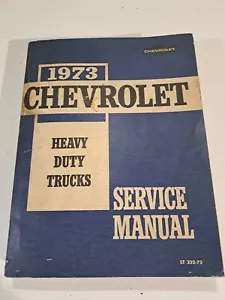 CHEVROLET
1973
CHEVROLET
HEAVY
DUTY
TRUCKS
SERVICE
MANUAL
ST 333-73